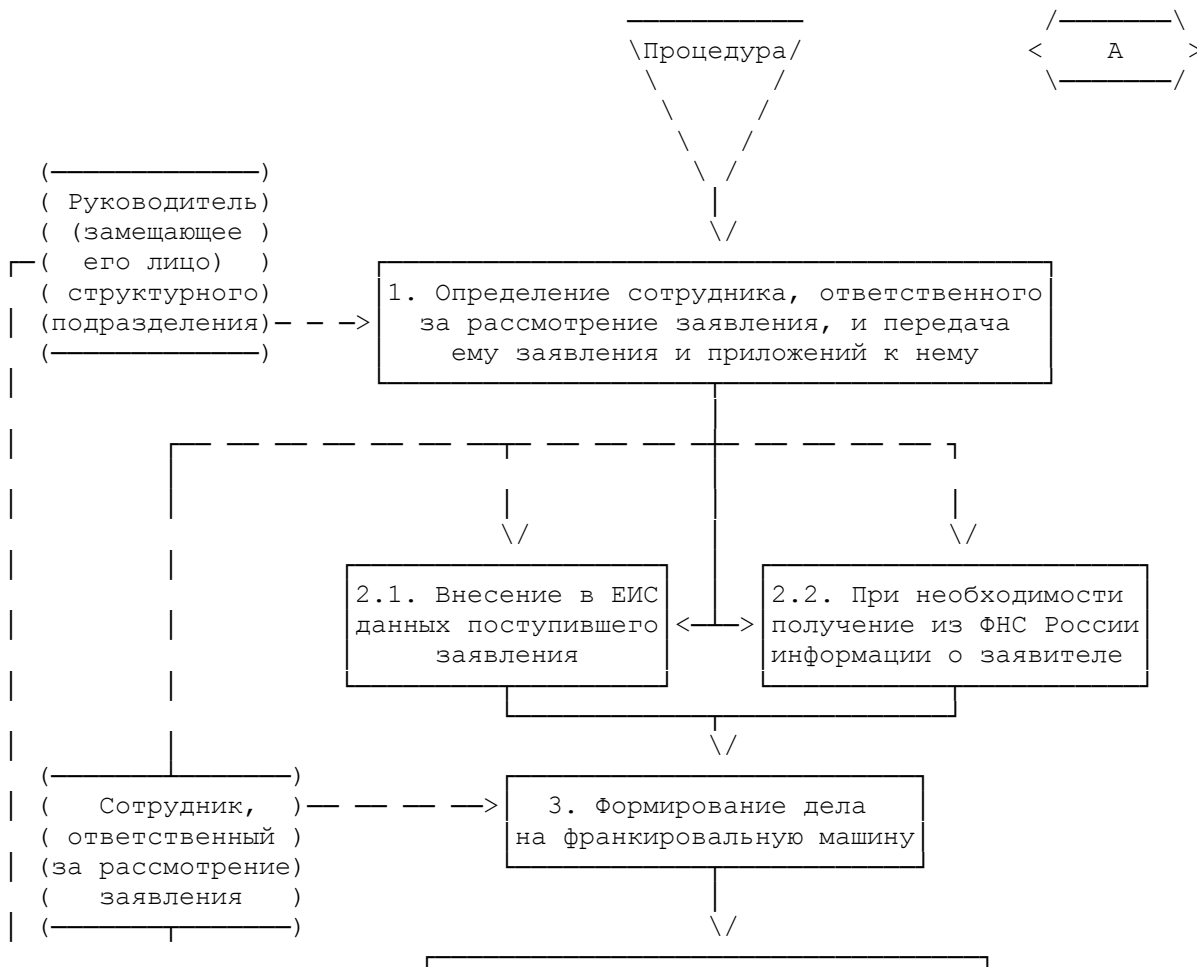 Процедура
А
Руководитель
(замещающее
его лицо)
структурного
подразделения
1. Определение сотрудника, ответственного
за рассмотрение заявления, и передача
ему заявления и приложений к нему
2.1. Внесение в ЕИС
данных поступившего
заявления
2.2. При необходимости
получение из ФНС России
информации о заявителе
Сотрудник,
ответственный
за рассмотрение
заявления
3. Формирование дела
на франкировальную машину